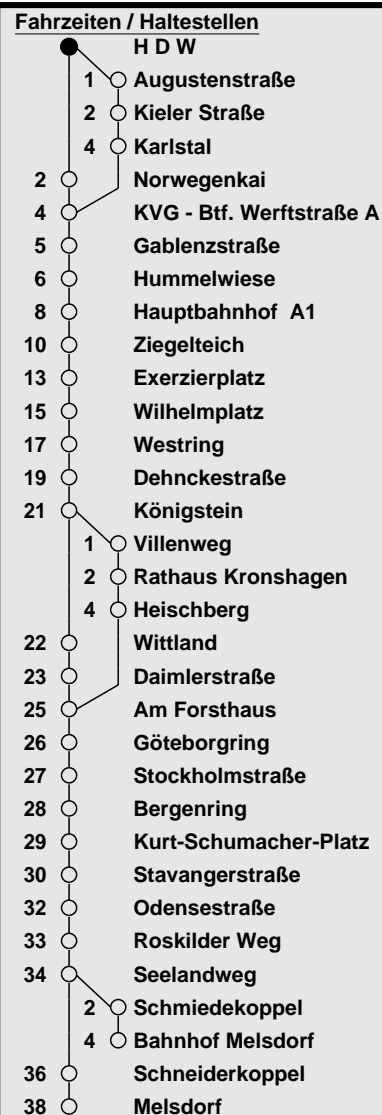 Fahrzeiten / Haltestellen
H D W
1 Augustenstraße
2 Kieler Straße
4 Karlstal
2 Norwegenkai
4 KVG - Btf. Werftstraße A
5 Gablenzstraße
6 Hummelwiese
8 Hauptbahnhof A1
10 Ziegelteich
13 Exerzierplatz
15 Wilhelmplatz
17 Westring
19 Dehnckestraße
21 Königstein
1 Villenweg
2 Rathaus Kronshagen
4 Heischberg
22 Wittland
23 Daimlerstraße
25 Am Forsthaus
26 Göteborgring
27 Stockholmstraße
28 Bergenring
29 Kurt-Schumacher-Platz
30 Stavangerstraße
32 Odensestraße
33 Roskilder Weg
34 Seelandweg
2 Schmiedekoppel
4 Bahnhof Melsdorf
36 Schneiderkoppel
38 Melsdorf